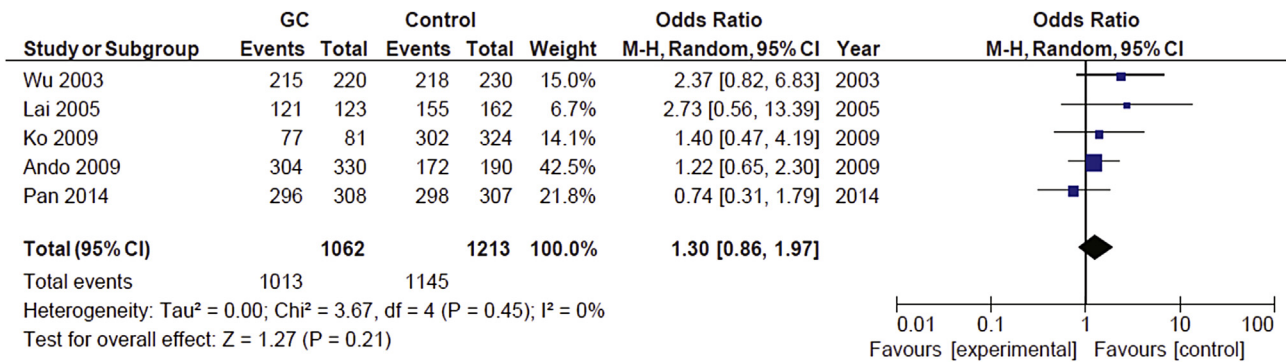 GC Control Odds Ratio Odds Ratio
Study or Subgroup Events Total Events Total Weight M-H, Random, 95% CI Year M-H, Random, 95% CI
Wu 2003 215 220 218 230 15.0% 2.37 [0.82, 6.83] 2003
Lai 2005 121 123 155 162 6.7% 2.73 [0.56, 13.39] 2005
Ko 2009 77 81 302 324 14.1% 1.40 [0.47, 4.19] 2009
Ando 2009 304 330 172 190 42.5% 1.22 [0.65, 2.30] 2009
Pan 2014 296 308 298 307 21.8% 0.74 [0.31, 1.79] 2014
Total (95% CI) 1062 1213 100.0% 1.30 [0.86, 1.97]
Total events 1013 1145
Heterogeneity: Tau² = 0.00; Chi² = 3.67, df = 4 (P = 0.45); I² = 0%
Test for overall effect: Z = 1.27 (P = 0.21)
0.01 0.1 1 10 100
Favours [experimental] Favours [control]